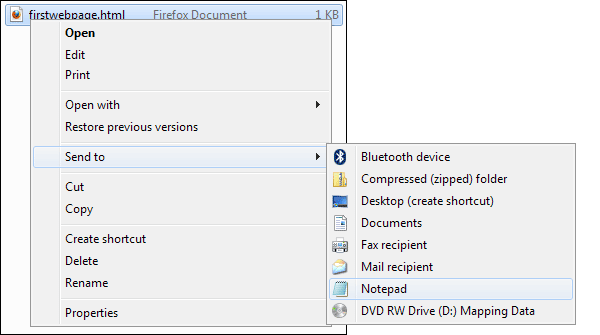 firstwebpage.html Firefox Document 1 KB
Open
Edit
Print
Open with
Restore previous versions
Send to
Cut
Copy
Create shortcut
Delete
Rename
Properties
Bluetooth device
Compressed (zipped) folder
Desktop (create shortcut)
Documents
Fax recipient
Mail recipient
Notepad
DVD RW Drive (D:) Mapping Data